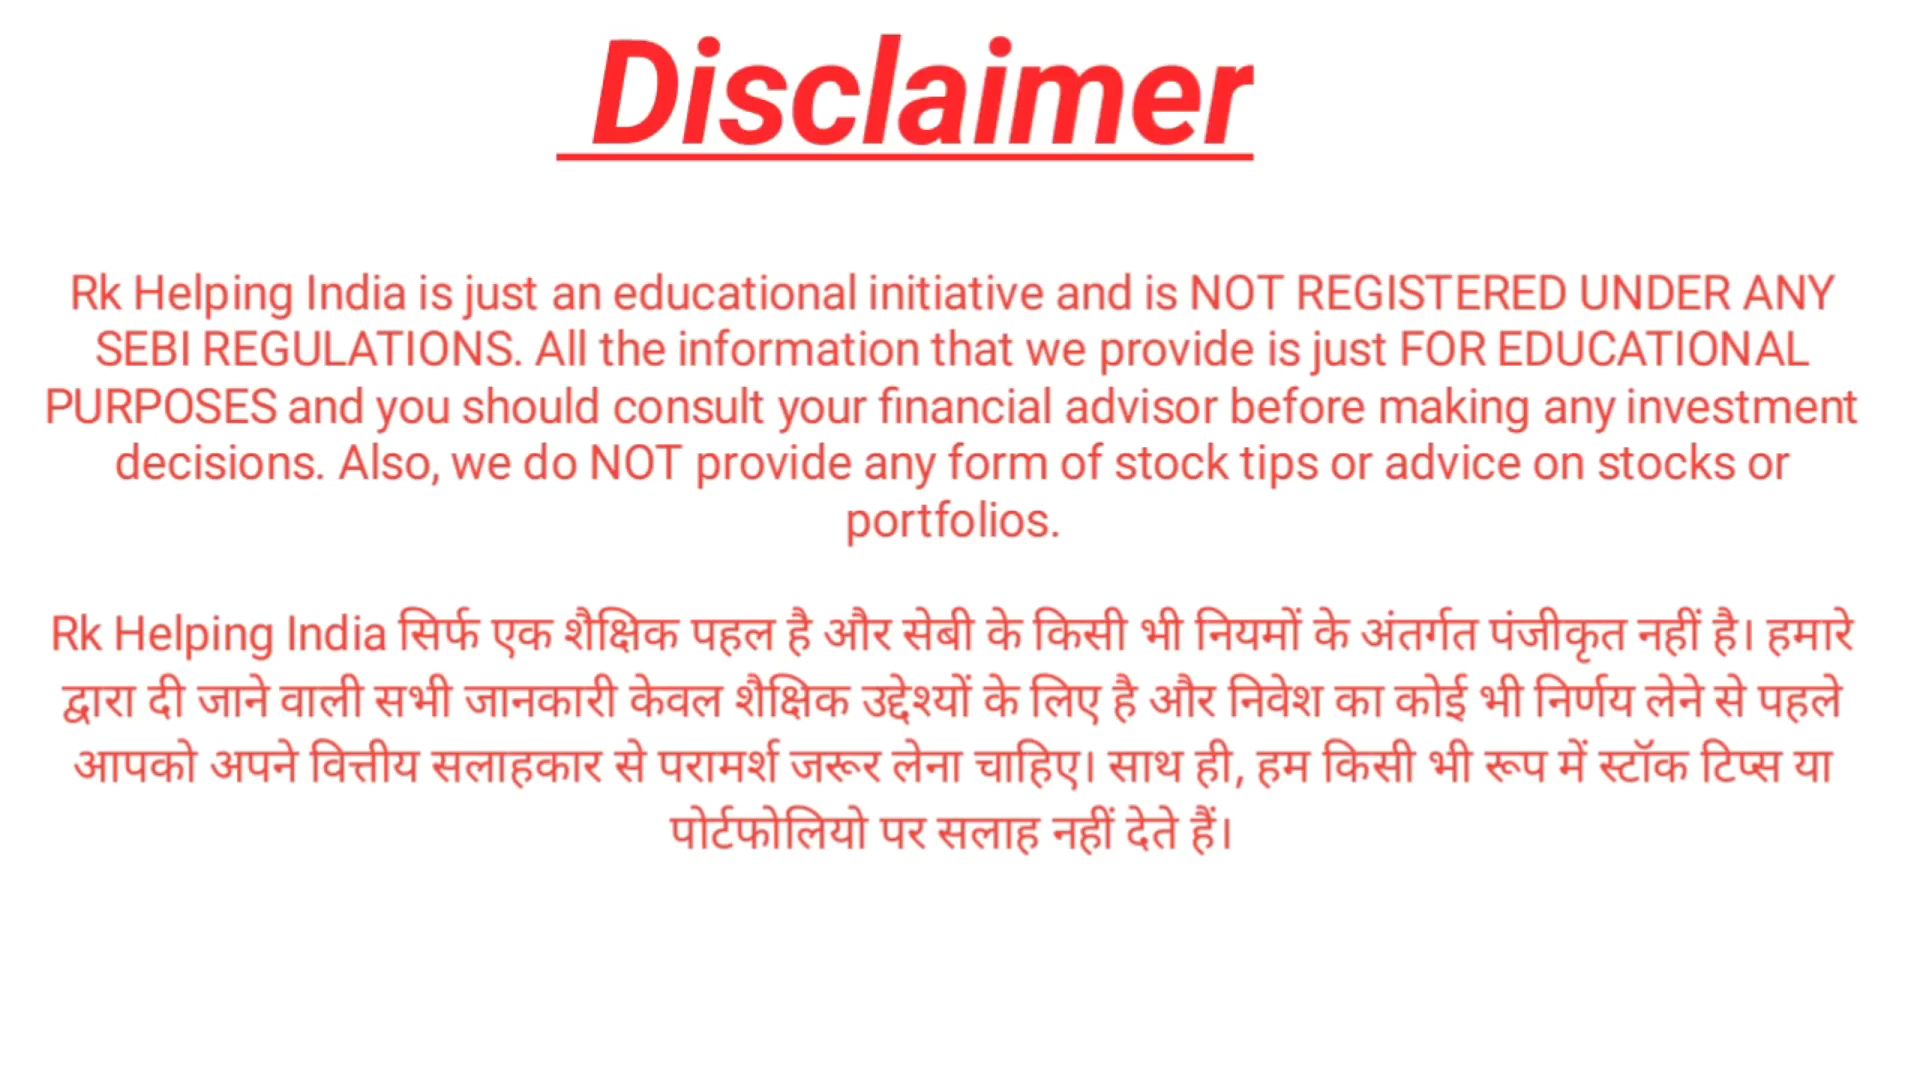 Disclaimer
Rk Helping India is just an educational initiative and is NOT REGISTERED UNDER ANY
SEBI REGULATIONS. All the information that we provide is just FOR EDUCATIONAL
PURPOSES and you should consult your financial advisor before making any investment
decisions. Also, we do NOT provide any form of stock tips or advice on stocks or
portfolios.
Rk Helping India सिर्फ एक शैक्षिक पहल है और सेबी के किसी भी नियमों के अंतर्गत पंजीकृत नहीं है। हमारे
द्वारा दी जाने वाली सभी जानकारी केवल शैक्षिक उद्देश्यों के लिए है और निवेश का कोई भी निर्णय लेने से पहले
आपको अपने वित्तीय सलाहकार से परामर्श जरूर लेना चाहिए। साथ ही, हम किसी भी रूप में स्टॉक टिप्स या
पोर्टफोलियो पर सलाह नहीं देते हैं।